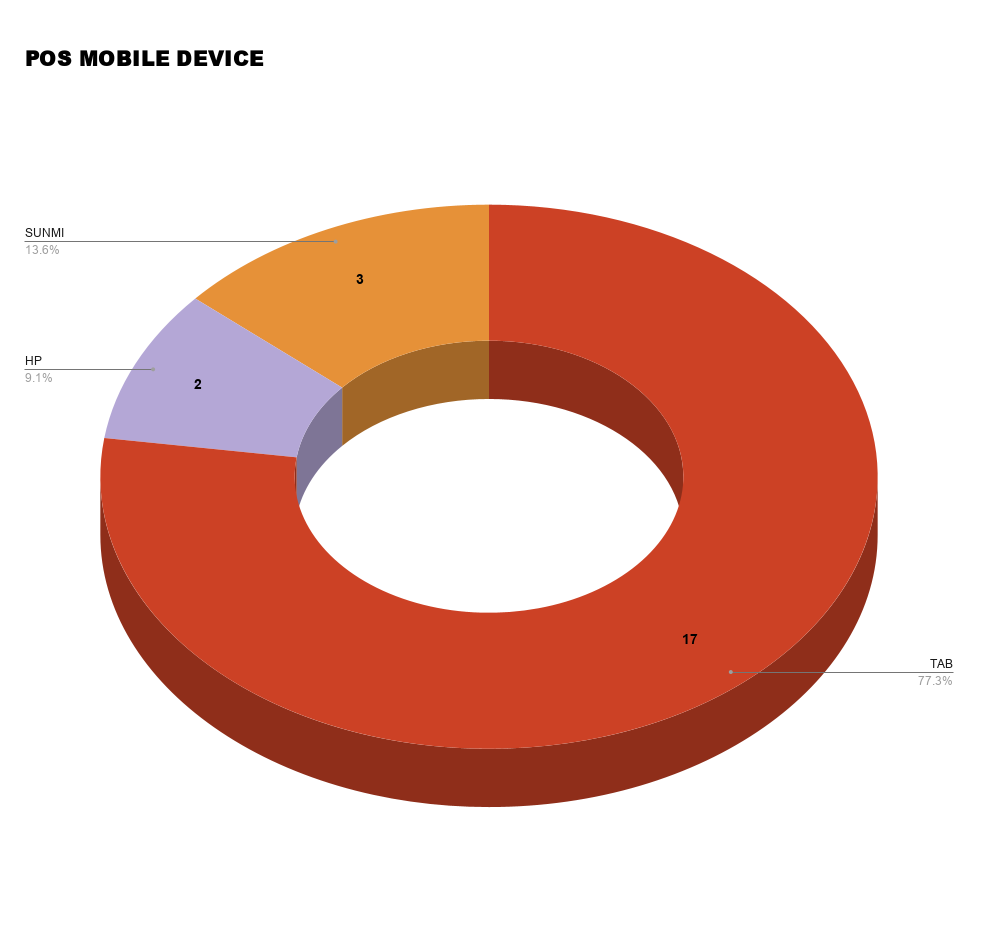 POS MOBILE DEVICE
SUNMI
13.6%
3
HP
9.1%
2
17
TAB
77.3%